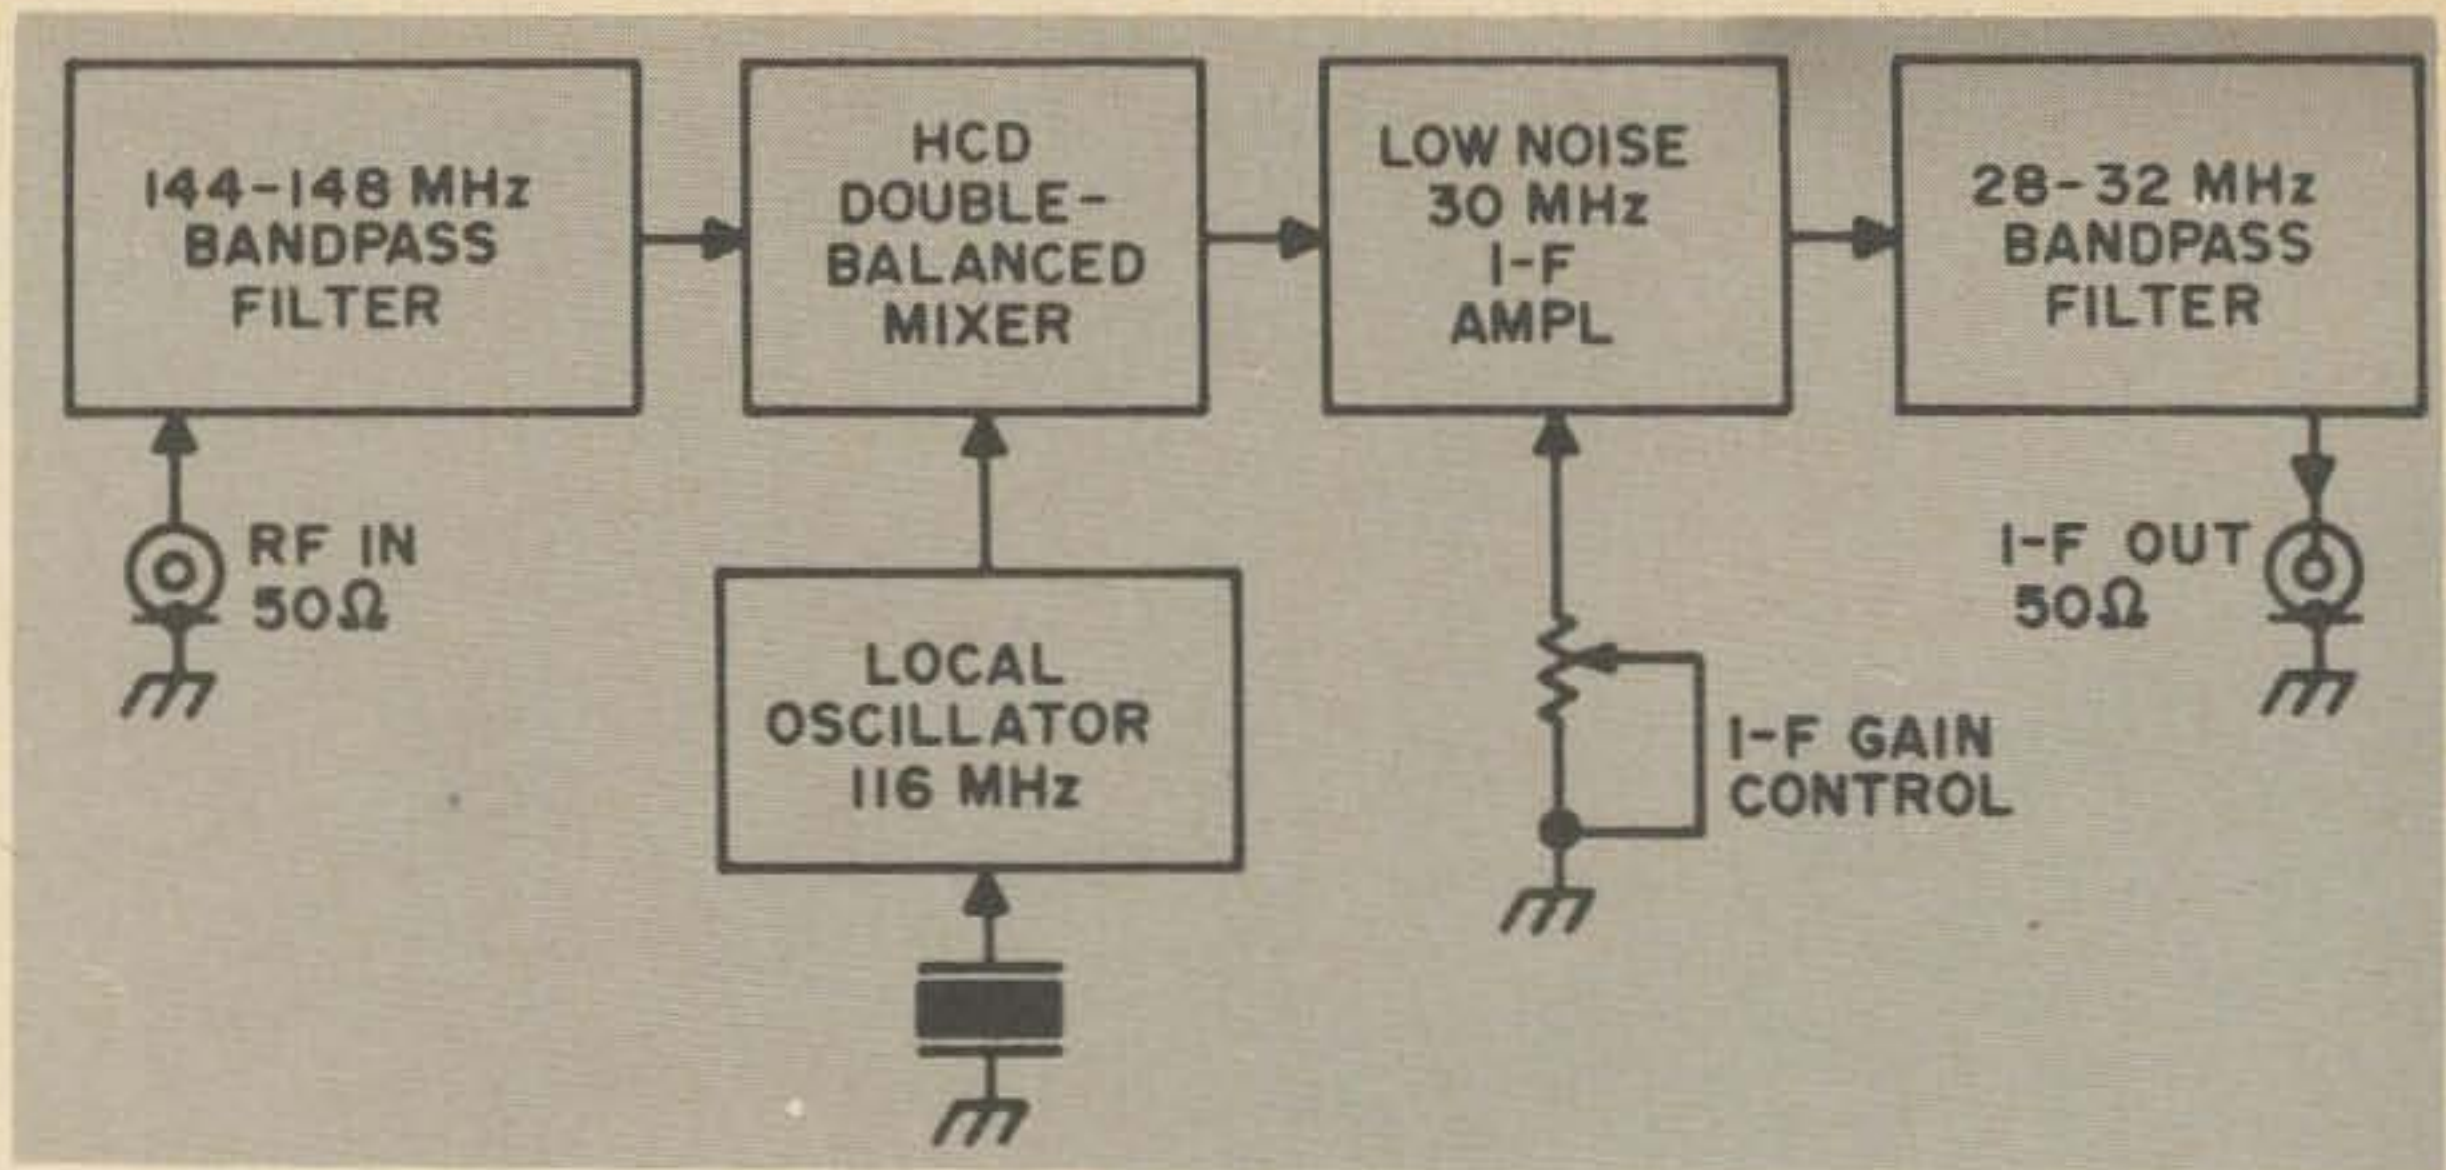 144-148 MHz
BANDPASS
FILTER
HCD
DOUBLE-
BALANCED
MIXER
LOW NOISE
30 MHz
I-F
AMPL
28-32 MHz
BANDPASS
FILTER
RF IN
50Ω
LOCAL
OSCILLATOR
116 MHz
I-F GAIN
CONTROL
I-F OUT
50Ω